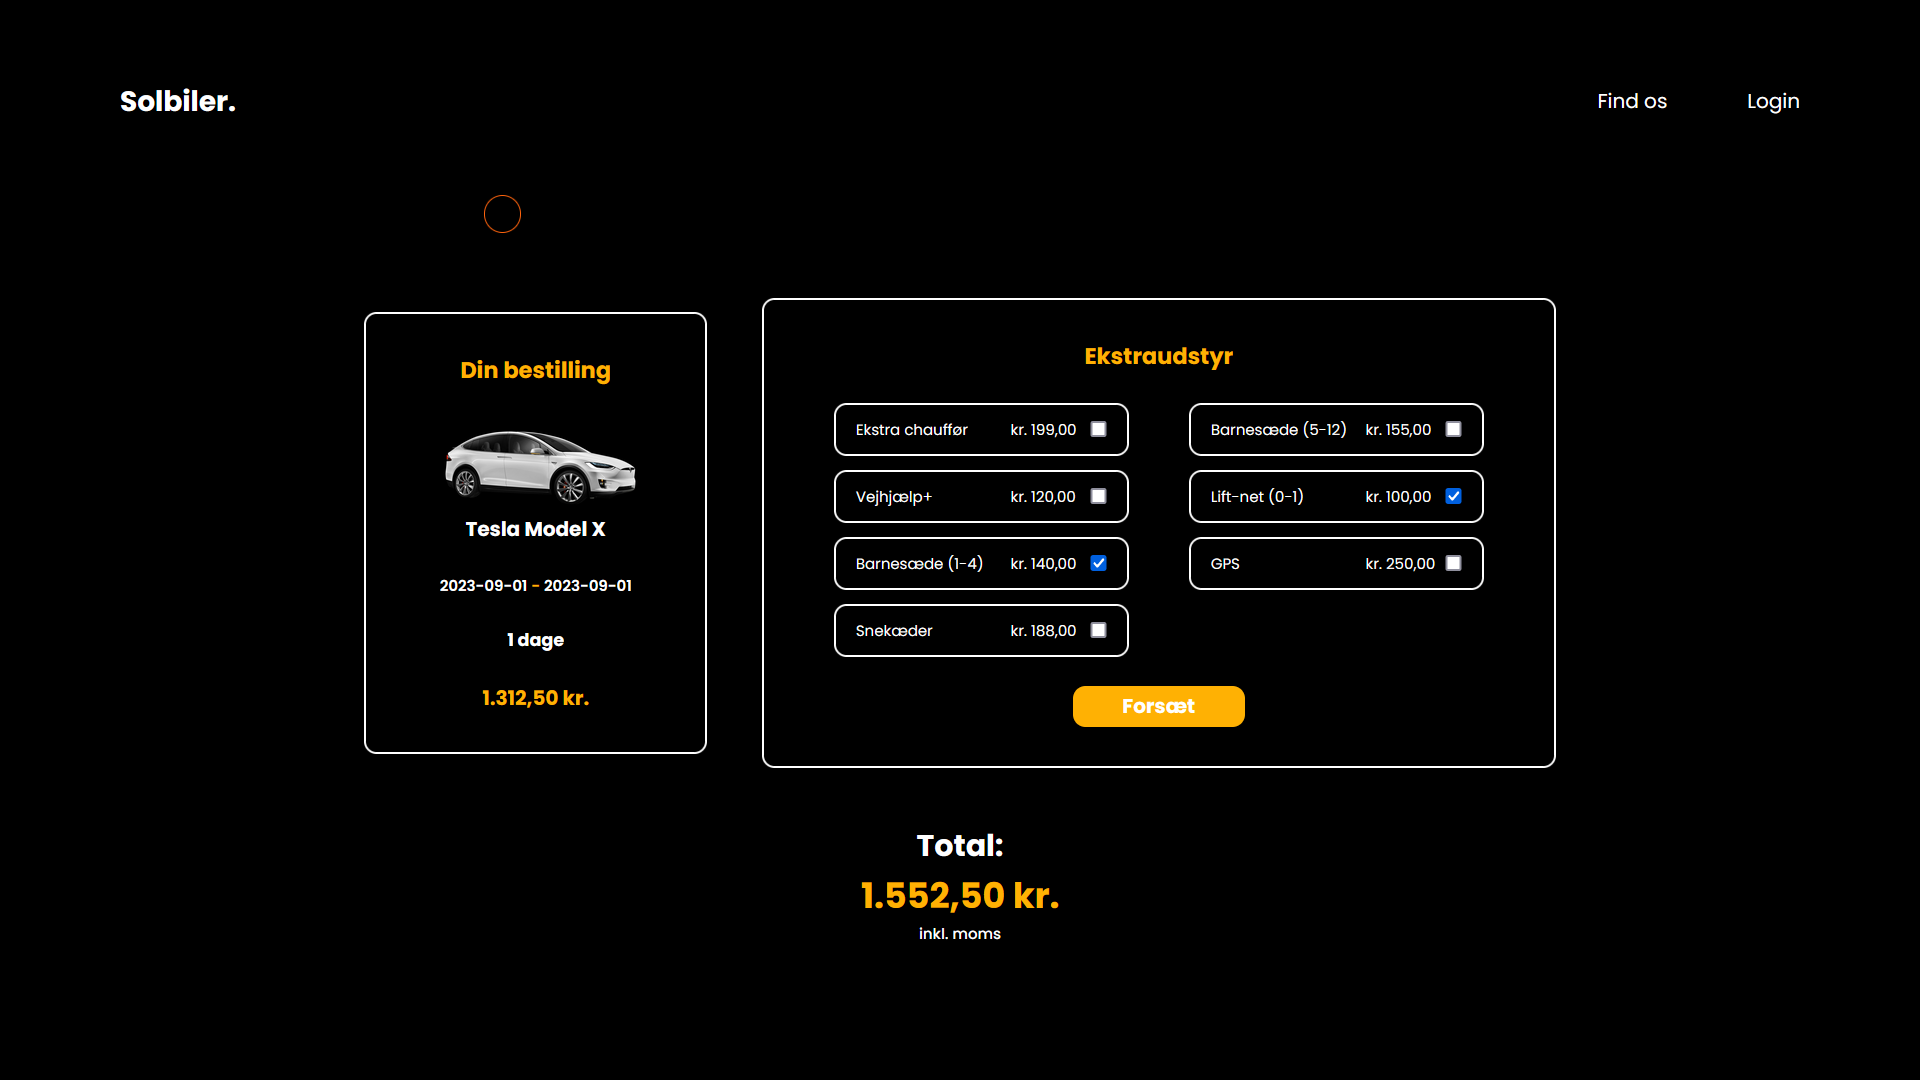 Solbiler.
Find os
Login
Din bestilling
Tesla Model X
2023-09-01 - 2023-09-01
1 dage
1.312,50 kr.
Ekstraudstyr
Ekstra chauffør kr. 199,00
Barnesæde (5-12) kr. 155,00
Vejhjælp+ kr. 120,00
Lift-net (0-1) kr. 100,00
Barnesæde (1-4) kr. 140,00
GPS kr. 250,00
Snekæder kr. 188,00
Forsæt
Total:
1.552,50 kr.
inkl. moms